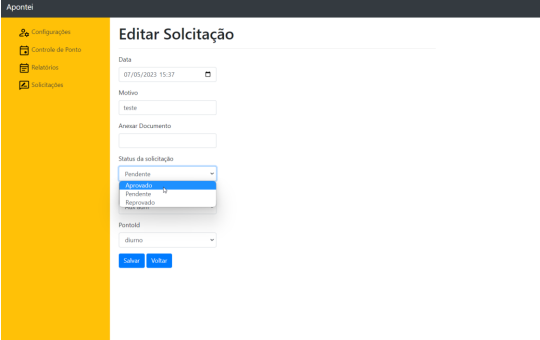 Apontei
Configurações
Controle de Ponto
Relatórios
Solicitações
Editar Solcitação
Data
07/05/2023 15:37
Motivo
teste
Anexar Documento
Status da solicitação
Pendente
Aprovado
Pendente
Reprovado
PontoId
diurno
Salvar
Voltar